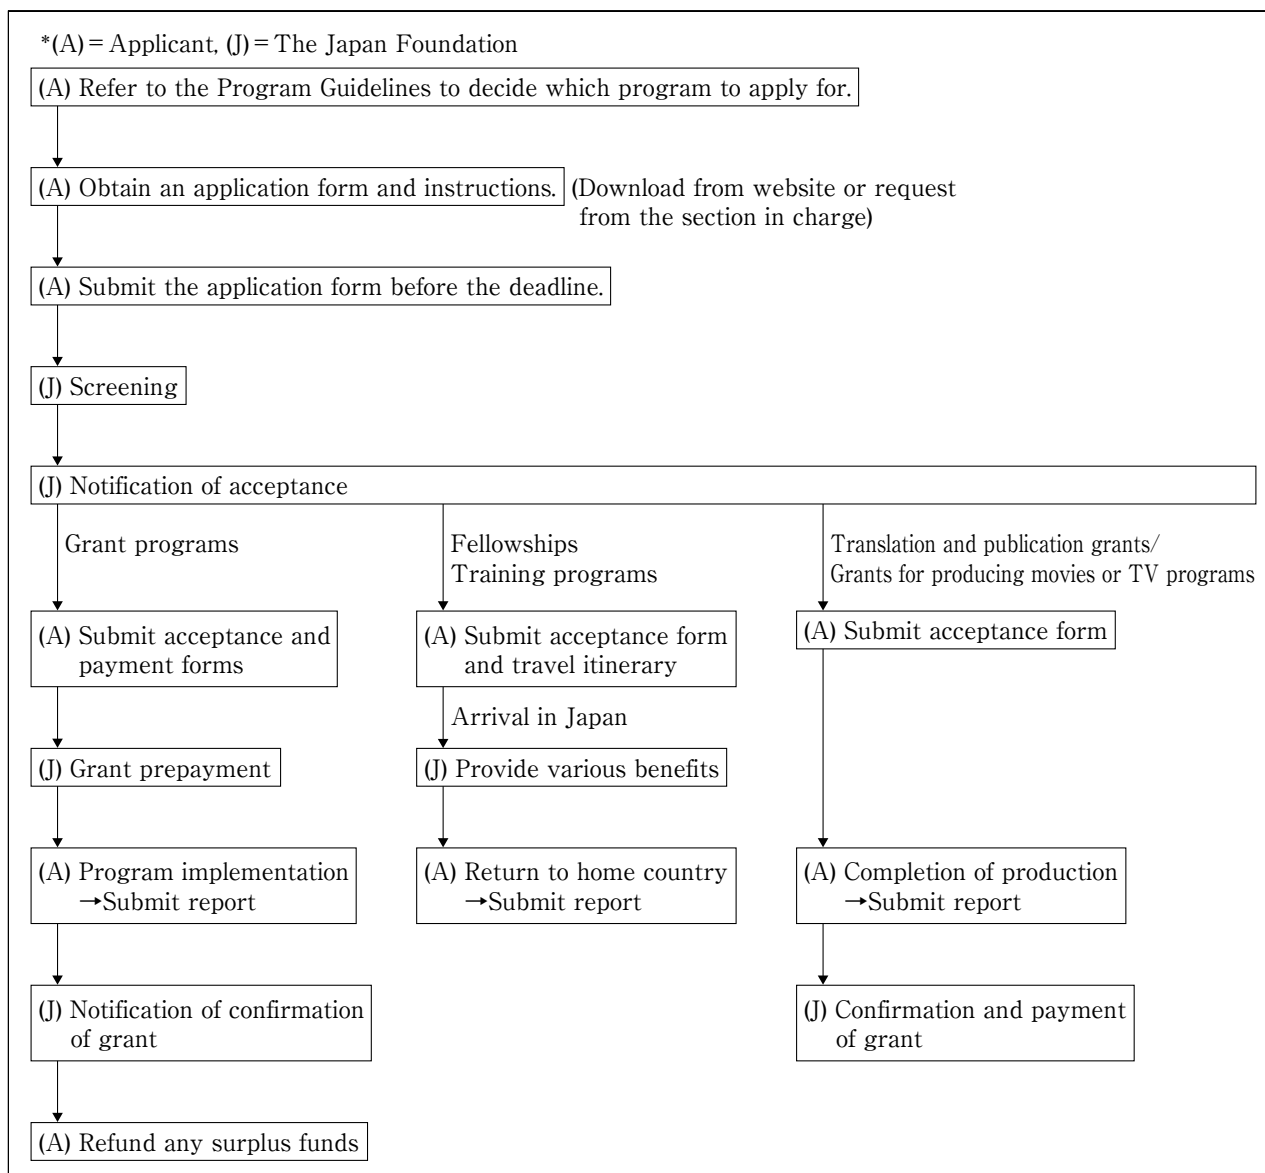 *(A) = Applicant, (J) = The Japan Foundation
(A) Refer to the Program Guidelines to decide which program to apply for.
(A) Obtain an application form and instructions. (Download from website or request
from the section in charge)
(A) Submit the application form before the deadline.
(J) Screening
(J) Notification of acceptance
Grant programs
(A) Submit acceptance and
payment forms
(J) Grant prepayment
(A) Program implementation
→Submit report
(J) Notification of confirmation
of grant
(A) Refund any surplus funds
Fellowships
Training programs
(A) Submit acceptance form
and travel itinerary
Arrival in Japan
(J) Provide various benefits
(A) Return to home country
→Submit report
Translation and publication grants/
Grants for producing movies or TV programs
(A) Submit acceptance form
(A) Completion of production
→Submit report
(J) Confirmation and payment
of grant